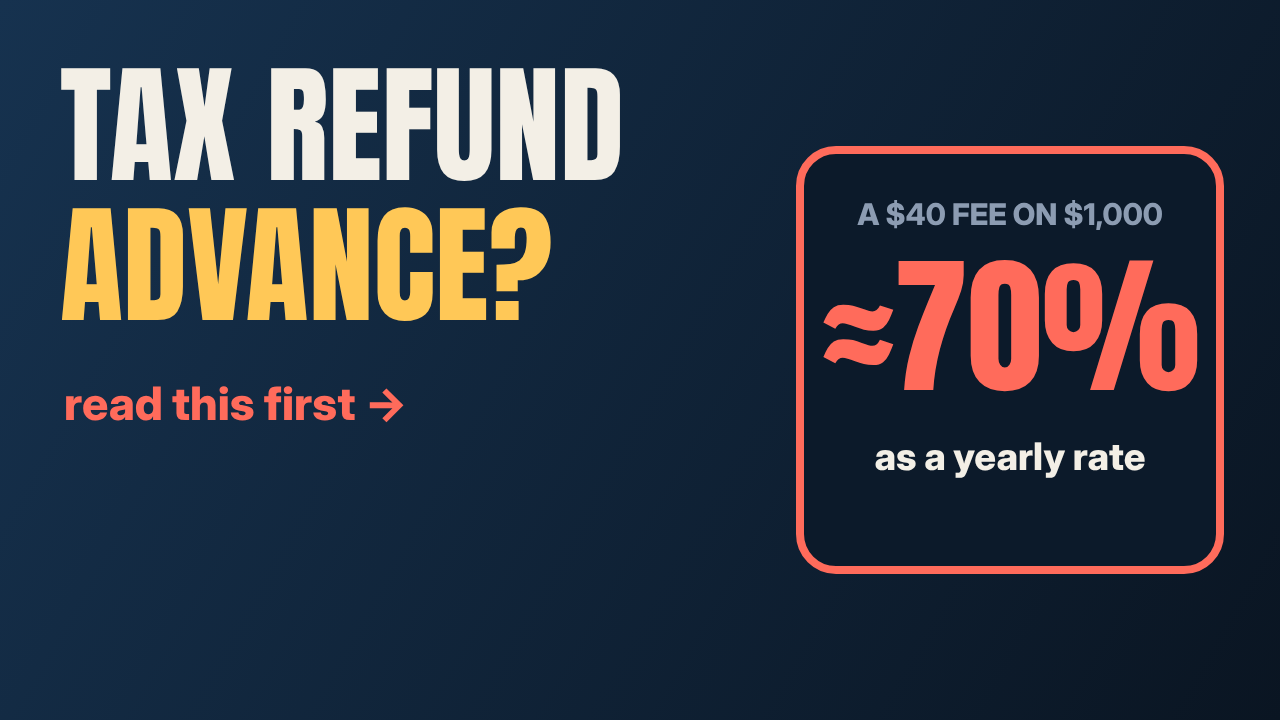 TAX REFUND
ADVANCE?
read this first →
A $40 FEE ON $1,000
≈70%
as a yearly rate